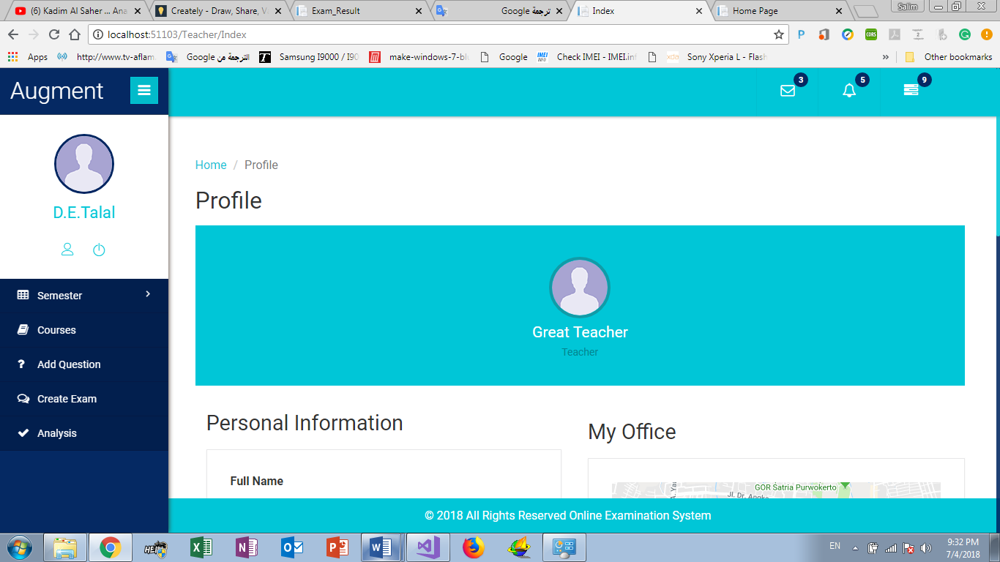 (6) Kadim Al Saher ... Ana
Creately - Draw, Share, V
Exam_Result
ترجمة Google
Index
Home Page
Salim
localhost:51103/Teacher/Index
Apps
http://www.tv-aflam
الترجمة من Google
Samsung I9000 / I90
make-windows-7-blu
Google
Check IMEI - IMEI.inf
Sony Xperia L - Flash
»
Other bookmarks
Augment
3
5
9
D.E.Talal
Semester
Courses
Add Question
Create Exam
Analysis
Home / Profile
Profile
Great Teacher
Teacher
Personal Information
Full Name
My Office
GOR Satria Purwokerto
Jl. Dr. Angka
© 2018 All Rights Reserved Online Examination System
EN
9:32 PM
7/4/2018